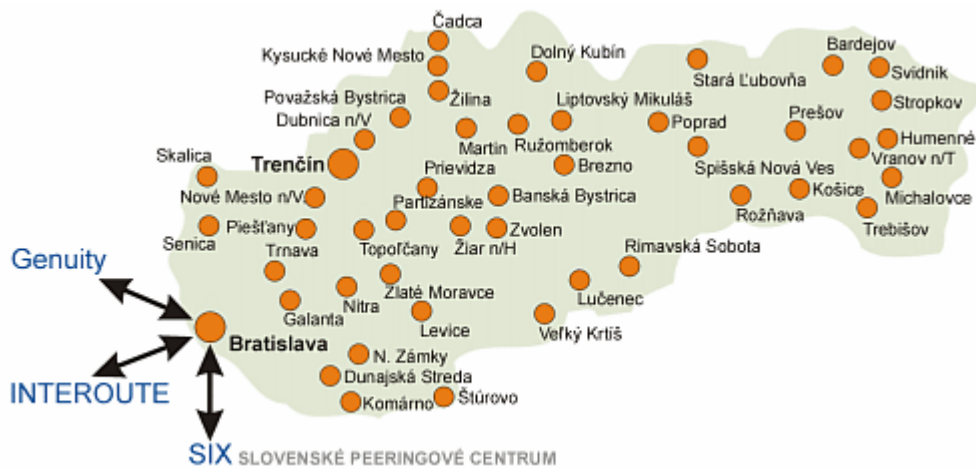 Čadca
Kysucké Nové Mesto
Dolný Kubín
Bardejov
Stará Ľubovňa
Svidník
Považská Bystrica
Žilina
Liptovský Mikuláš
Stropkov
Dubnica n/V
Prešov
Martin
Ružomberok
Poprad
Humenné
Skalica
Trenčín
Prievidza
Brezno
Spišská Nová Ves
Vranov n/T
Nové Mesto n/V
Partizánske
Banská Bystrica
Košice
Michalovce
Rožňava
Piešťany
Zvolen
Trebišov
Senica
Trnava
Topoľčany
Žiar n/H
Rimavská Sobota
Genuity
Zlaté Moravce
Nitra
Lučenec
Galanta
Levice
Veľký Krtíš
Bratislava
N. Zámky
Dunajská Streda
INTEROUTE
Komárno
Štúrovo
SIX SLOVENSKÉ PEERINGOVÉ CENTRUM